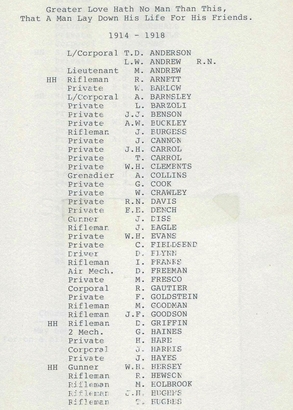 Greater Love Hath No Man Than This,
That A Man Lay Down His Life For His Friends.
1914 - 1918
L/Corporal T.D. ANDERSON
L.W. ANDREW R.N.
Lieutenant M. ANDREW
HH Rifleman R. ARNETT
Private W. BARLOW
L/Corporal A. BARNSLEY
Private L. BARZOLI
Private J.J. BENSON
Private A.W. BUCKLEY
Rifleman J. BURGESS
Private J. CANNON
Private J.H. CARROL
Private T. CARROL
Private W.H. CLEMENTS
Grenadier A. COLLINS
Private G. COOK
Private W. CRAWLEY
Private R.N. DAVIS
Private E.E. DENCH
Gunner J. DISS
Rifleman J. EAGLE
Private W.H. EVANS
Private C. FIELDSEND
Driver D. FLYNN
Rifleman I. FRANKS
Air Mech. D. FREEMAN
Private M. FRESCO
Corporal R. GAUTIER
Private F. GOLDSTEIN
Rifleman M. GOODMAN
Rifleman J.F. GOODSON
HH Rifleman D. GRIFFIN
2 Mech. G. HAINES
Private H. HARE
Corporal J. HARRIS
Private J. HAYES
HH Gunner W.H. HERSEY
Rifleman R. HEWSON
Rifleman M. HOLBROOK
Rifleman J.H. HUGHES
Rifleman T. HUGHES